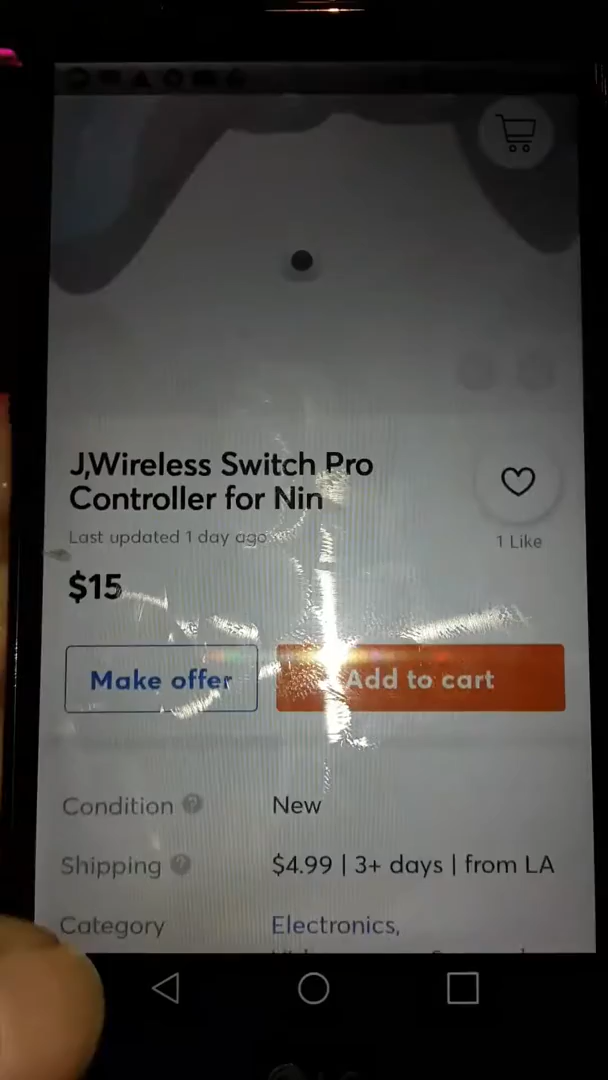 J,Wireless Switch Pro
Controller for Nin
Last updated 1 day ago
1 Like
$15
Make offer
Add to cart
Condition
New
Shipping
$4.99 | 3+ days | from LA
Category
Electronics,